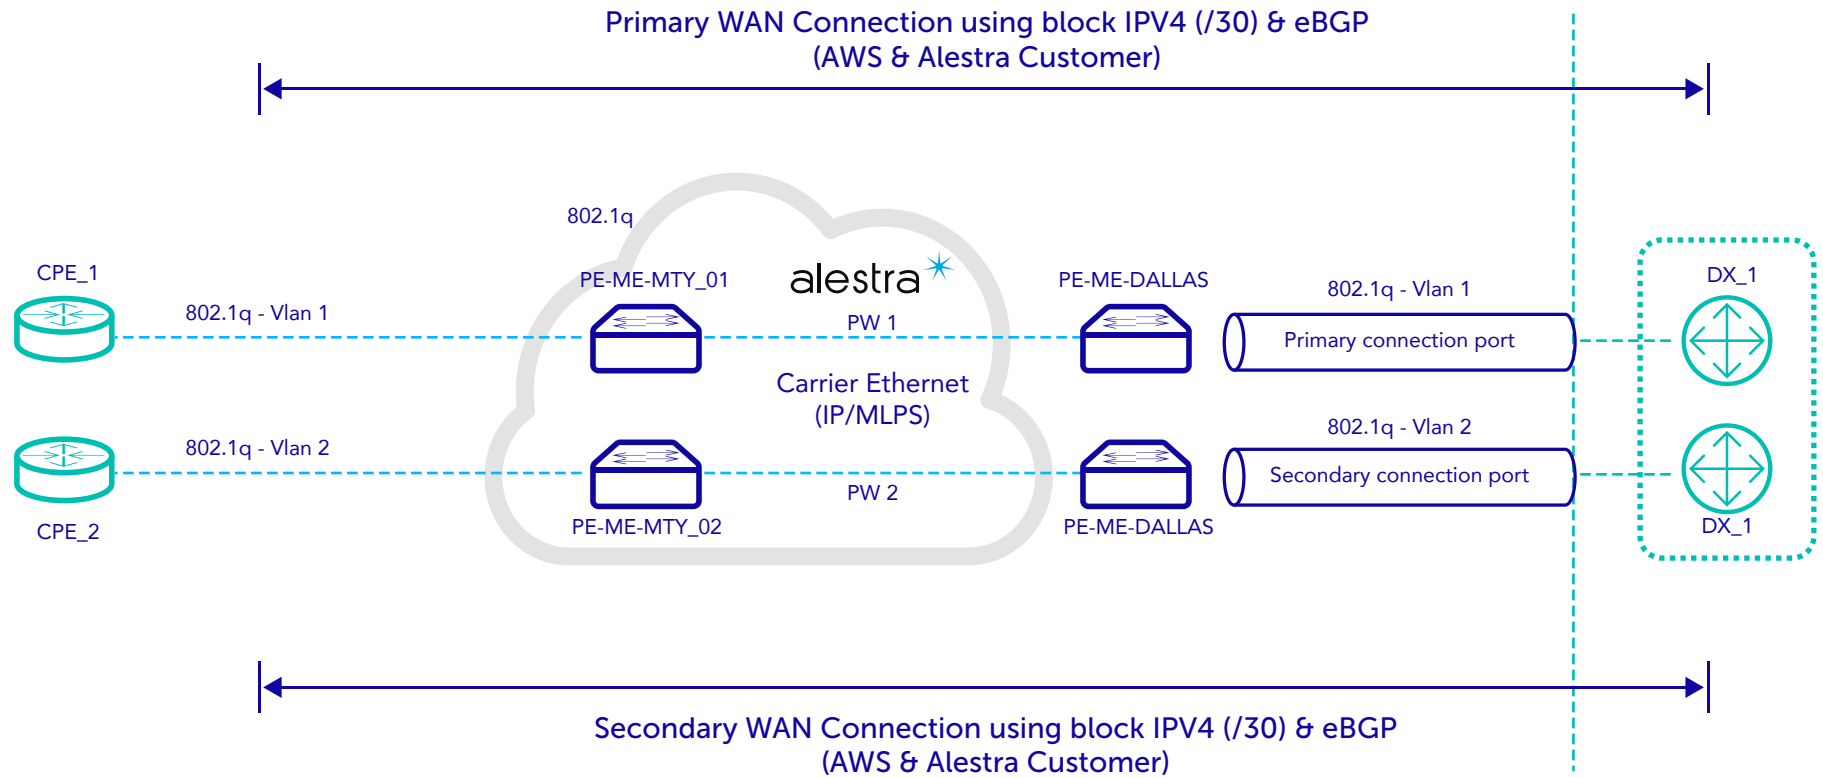 Primary WAN Connection using block IPV4 (/30) & eBGP
(AWS & Alestra Customer)
802.1q
CPE_1
802.1q - Vlan 1
PE-ME-MTY_01
alestra
PW 1
PE-ME-DALLAS
802.1q - Vlan 1
Primary connection port
DX_1
Carrier Ethernet
(IP/MLPS)
802.1q - Vlan 2
CPE_2
PE-ME-MTY_02
PW 2
PE-ME-DALLAS
802.1q - Vlan 2
Secondary connection port
DX_1
Secondary WAN Connection using block IPV4 (/30) & eBGP
(AWS & Alestra Customer)